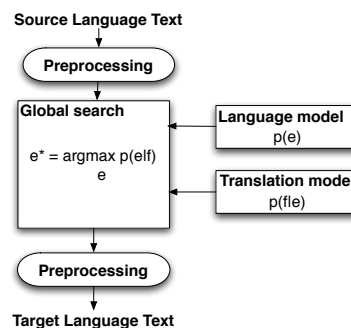 Source Language Text
Preprocessing
Global search
e* = argmax p(e|f)
e
Language model
p(e)
Translation mode
p(f|e)
Preprocessing
Target Language Text